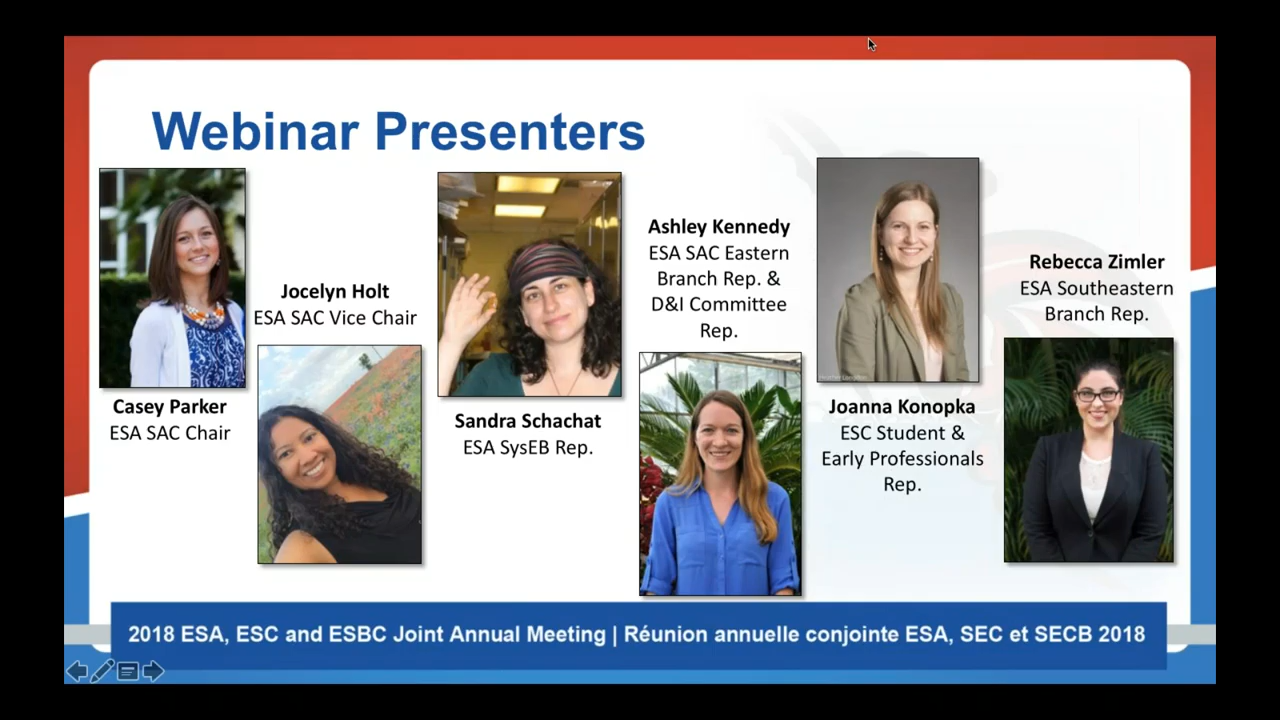 Webinar Presenters
Casey Parker
ESA SAC Chair
Jocelyn Holt
ESA SAC Vice Chair
Sandra Schachat
ESA SysEB Rep.
Ashley Kennedy
ESA SAC Eastern
Branch Rep. &
D&I Committee
Rep.
Joanna Konopka
ESC Student &
Early Professionals
Rep.
Rebecca Zimler
ESA Southeastern
Branch Rep.
2018 ESA, ESC and ESBC Joint Annual Meeting | Réunion annuelle conjointe ESA, SEC et SECB 2018